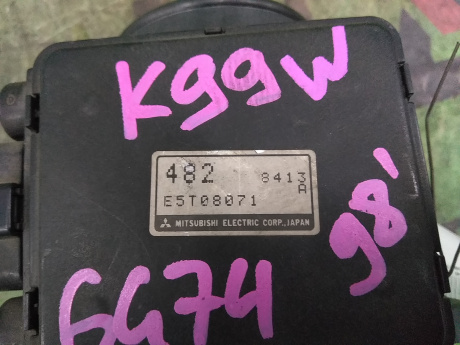 K99W
482 8413
A
E5T08071
MITSUBISHI ELECTRIC CORP., JAPAN
6G74 98'